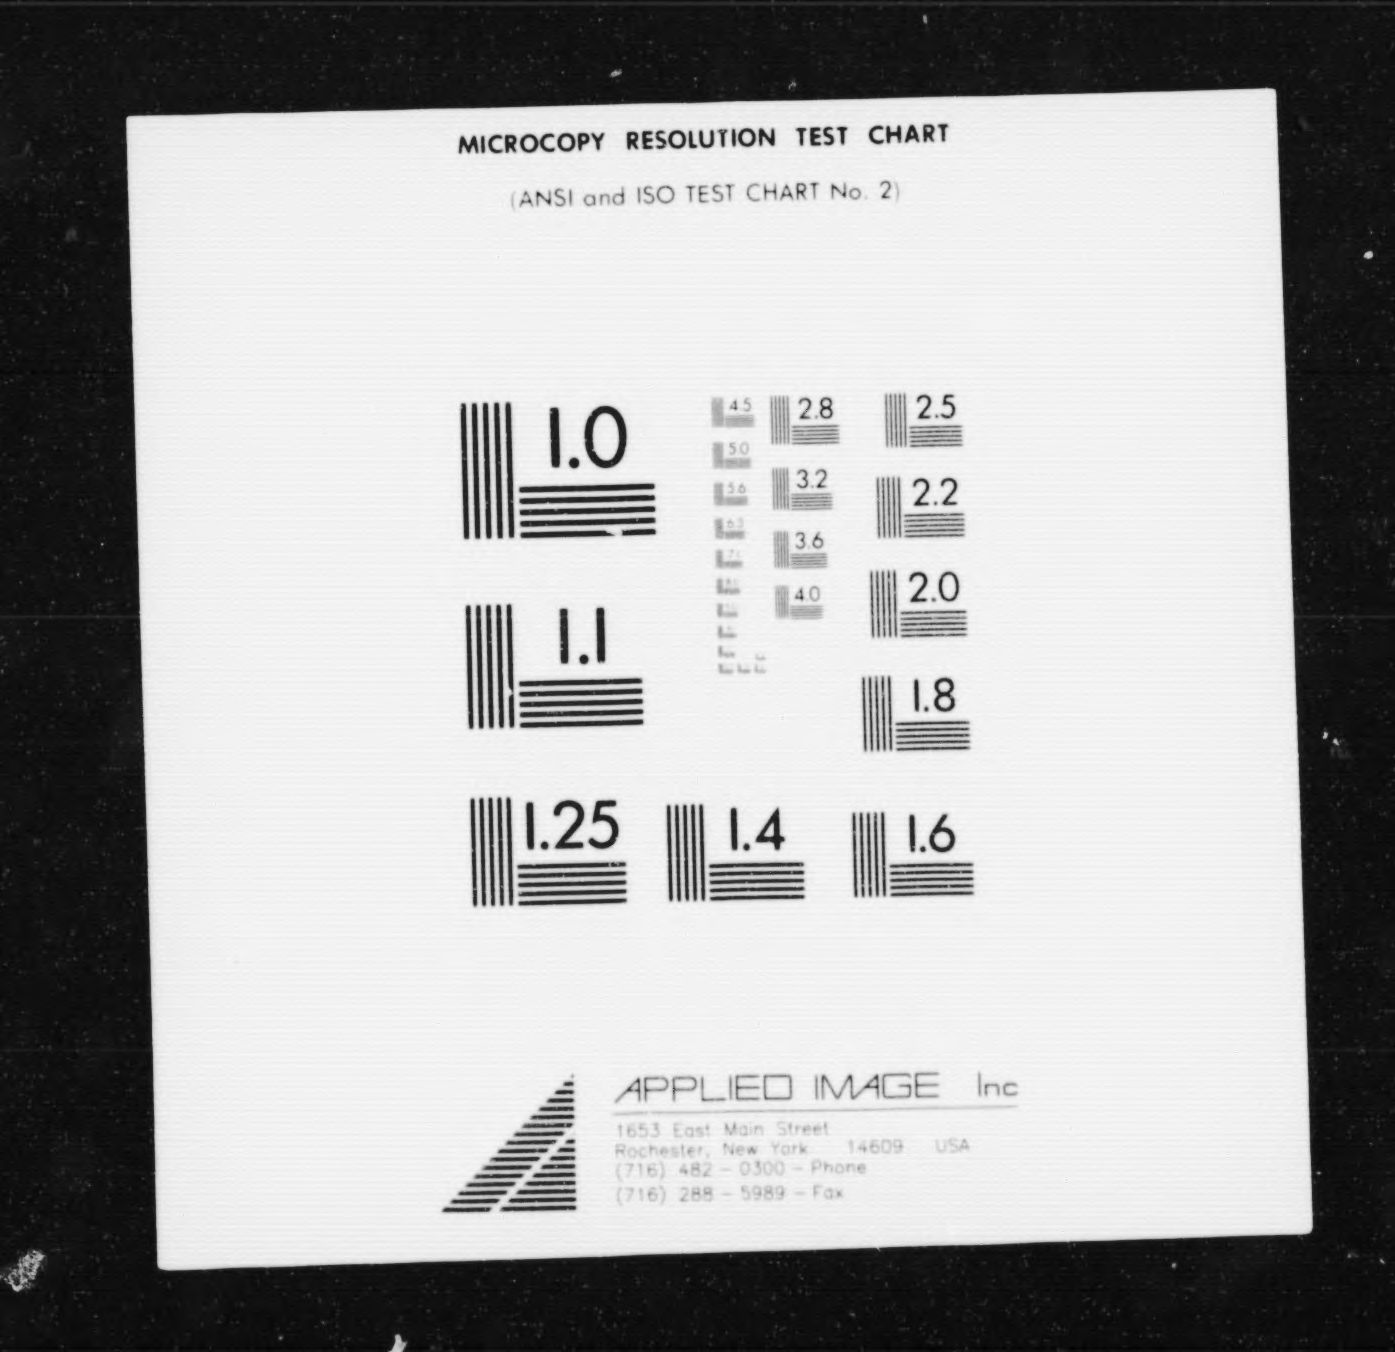 MICROCOPY RESOLUTION TEST CHART
(ANSI and ISO TEST CHART No. 2)
1.0
1.1
1.25
1.4
1.6
1.8
2.0
2.2
2.5
2.8
3.2
3.6
4.0
4.5
5.0
5.6
6.3
7.1
APPLIED IMAGE Inc
1653 East Main Street
Rochester, New York 14609 USA
(716) 482 - 0300 - Phone
(716) 288 - 5989 - Fax